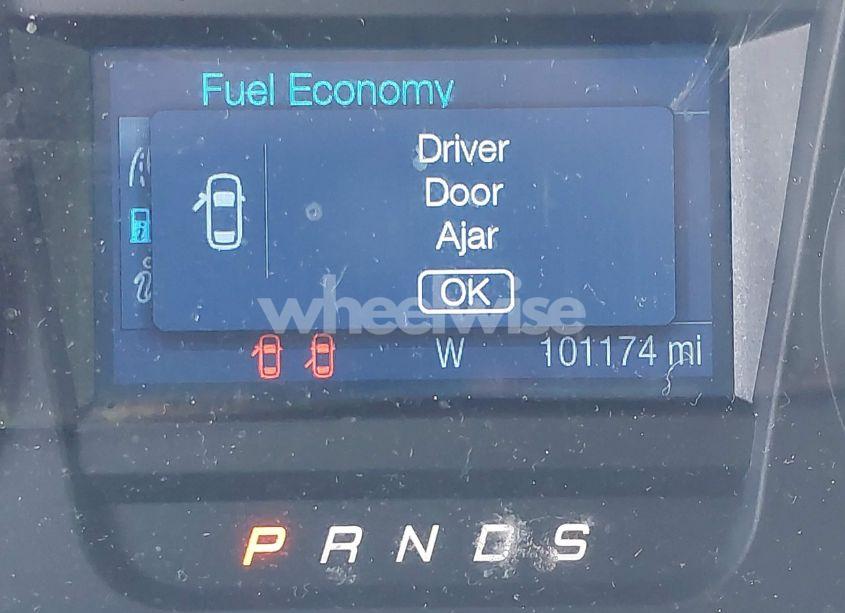 Fuel Economy
Driver
Door
Ajar
OK
wheelwise
W 101174 mi
P R N D S